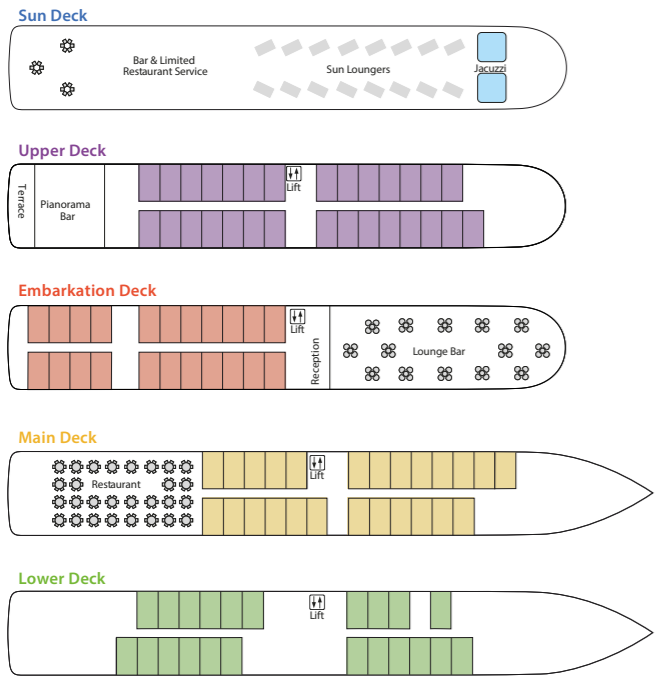 Sun Deck
Bar & Limited
Restaurant Service
Sun Loungers
Jacuzzi
Upper Deck
Terrace
Pianorama
Bar
Lift
Embarkation Deck
Lift
Reception
Lounge Bar
Main Deck
Restaurant
Lift
Lower Deck
Lift